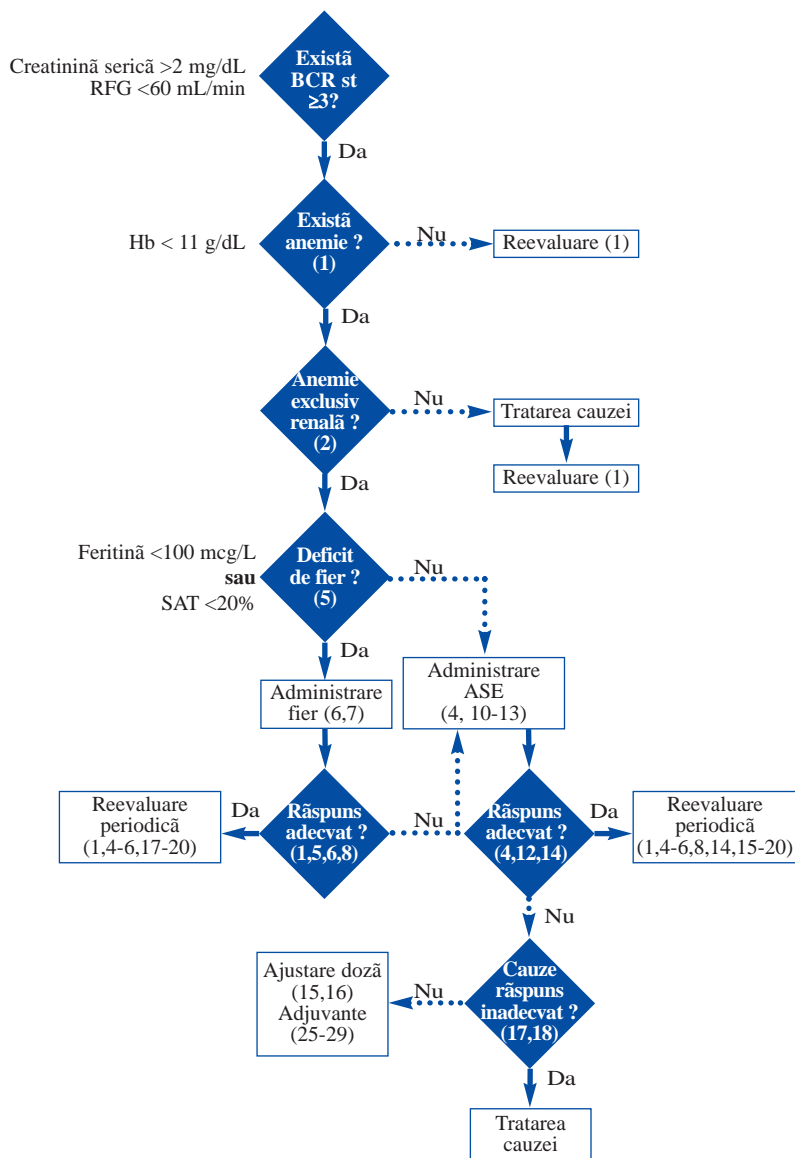 Creatininã sericã >2 mg/dL
RFG <60 mL/min
Existã
BCR st
≥3?
Da
Hb < 11 g/dL
Existã
anemie ?
(1)
Nu
Reevaluare (1)
Da
Anemie
exclusiv
renalã ?
(2)
Nu
Tratarea cauzei
Reevaluare (1)
Da
Feritinã <100 mcg/L
sau
SAT <20%
Deficit
de fier ?
(5)
Nu
Da
Administrare
fier (6,7)
Administrare
ASE
(4, 10-13)
Reevaluare
periodicã
(1,4-6,17-20)
Da
Rãspuns
adecvat ?
(1,5,6,8)
Nu
Rãspuns
adecvat ?
(4,12,14)
Da
Reevaluare
periodicã
(1,4-6,8,14,15-20)
Nu
Ajustare dozã
(15,16)
Adjuvante
(25-29)
Nu
Cauze
rãspuns
inadecvat ?
(17,18)
Da
Tratarea
cauzei